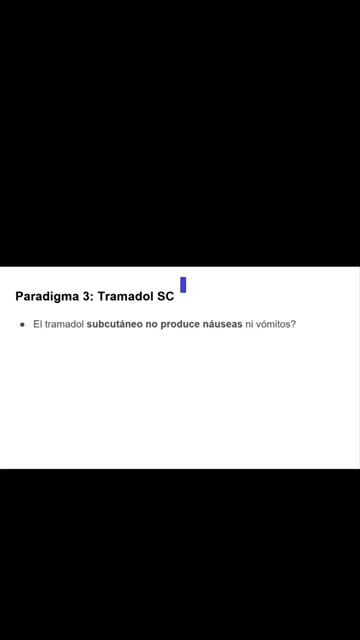 Paradigma 3: Tramadol SC
● El tramadol subcutáneo no produce náuseas ni vómitos?